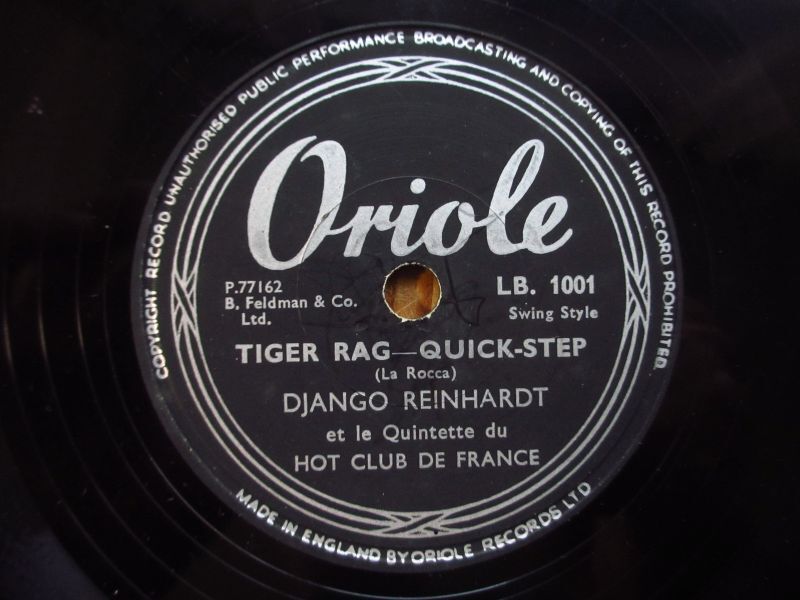 COPYRIGHT RECORD UNAUTHORISED PUBLIC PERFORMANCE BROADCASTING AND COPYING OF THIS RECORD PROHIBITED
Oriole
P.77162
B. Feldman & Co.
Ltd.
LB. 1001
Swing Style
TIGER RAG—QUICK-STEP
(La Rocca)
DJANGO REINHARDT
et le Quintette du
HOT CLUB DE FRANCE
MADE IN ENGLAND BY ORIOLE RECORDS LTD